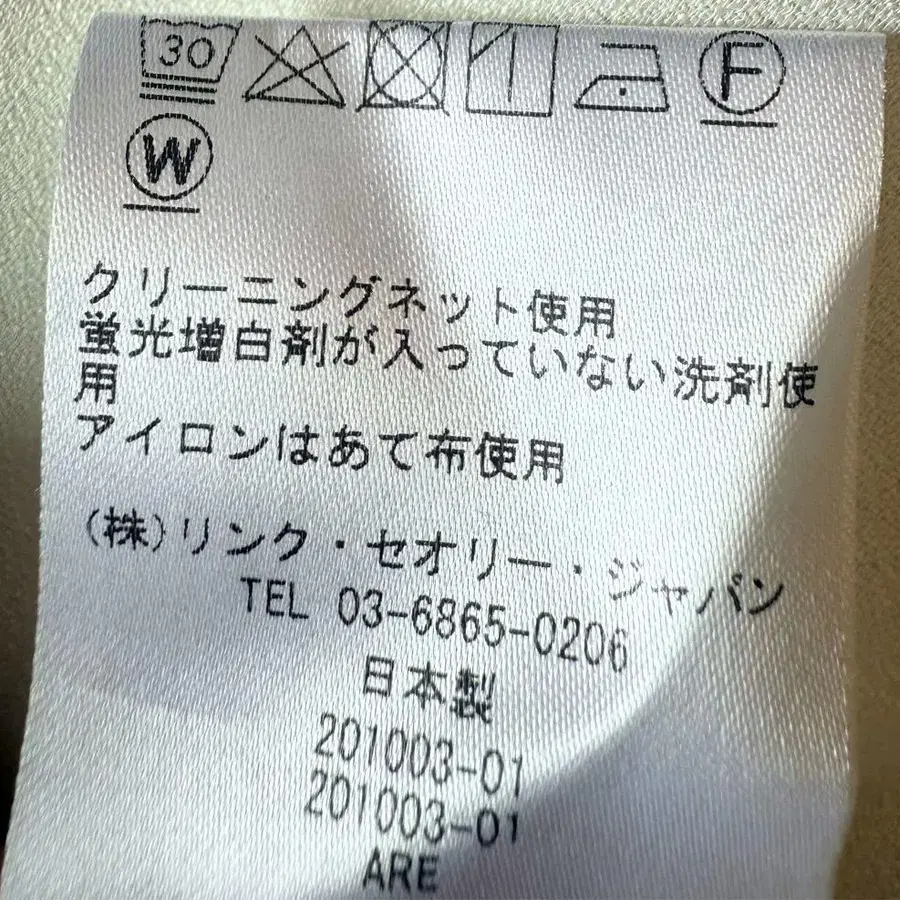 30
F
W
クリーニングネット使用
蛍光増白剤が入っていない洗剤使
用
アイロンはあて布使用
(株)リンク・セオリー・ジャパン
TEL 03-6865-0206
日本製
201003-01
201003-01
ARE